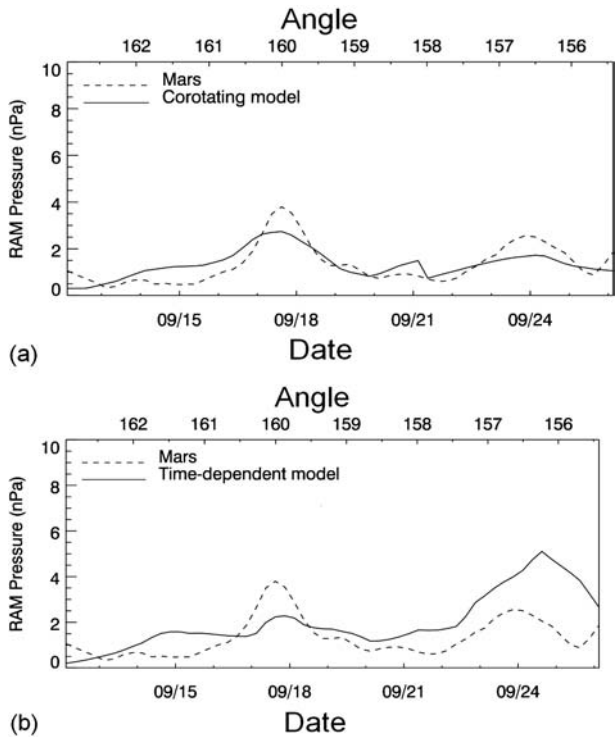 Angle
162 161 160 159 158 157 156
10
Mars
Corotating model
8
6
4
2
0
RAM Pressure (nPa)
09/15 09/18 09/21 09/24
(a)
Date
Angle
162 161 160 159 158 157 156
10
Mars
Time-dependent model
8
6
4
2
0
RAM Pressure (nPa)
09/15 09/18 09/21 09/24
(b)
Date